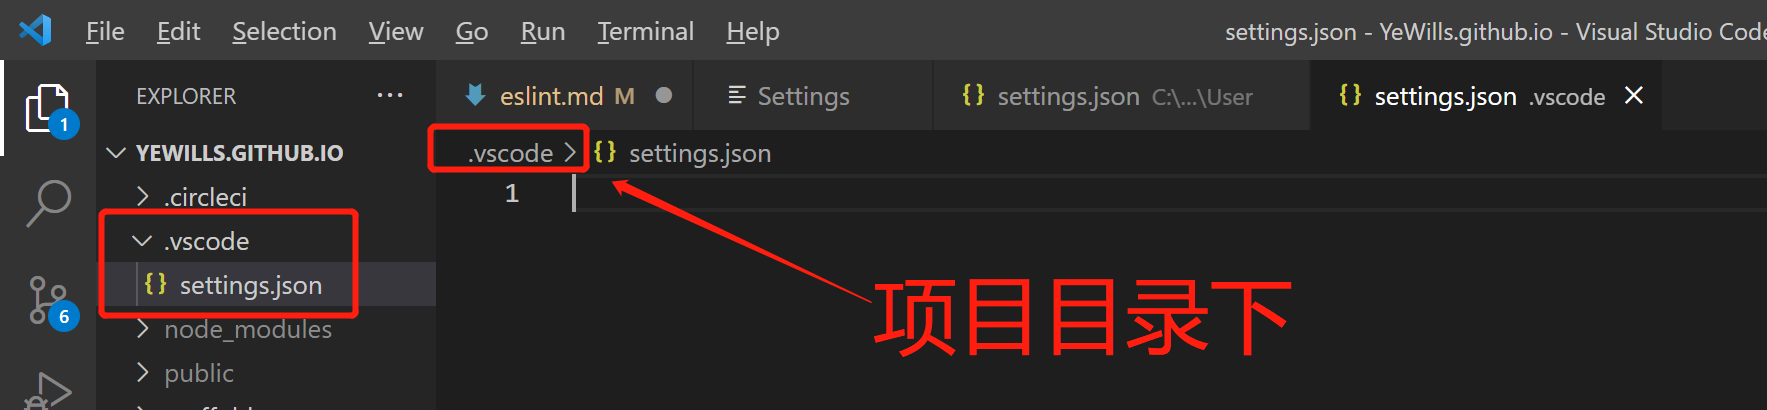 File Edit Selection View Go Run Terminal Help settings.json - YeWills.github.io - Visual Studio Code
EXPLORER ···
eslint.md M Settings {} settings.json C:\...\User {} settings.json .vscode
1
YEWILLS.GITHUB.IO
.vscode > {} settings.json
.circleci
1
.vscode
{} settings.json
项目目录下
6
node_modules
public